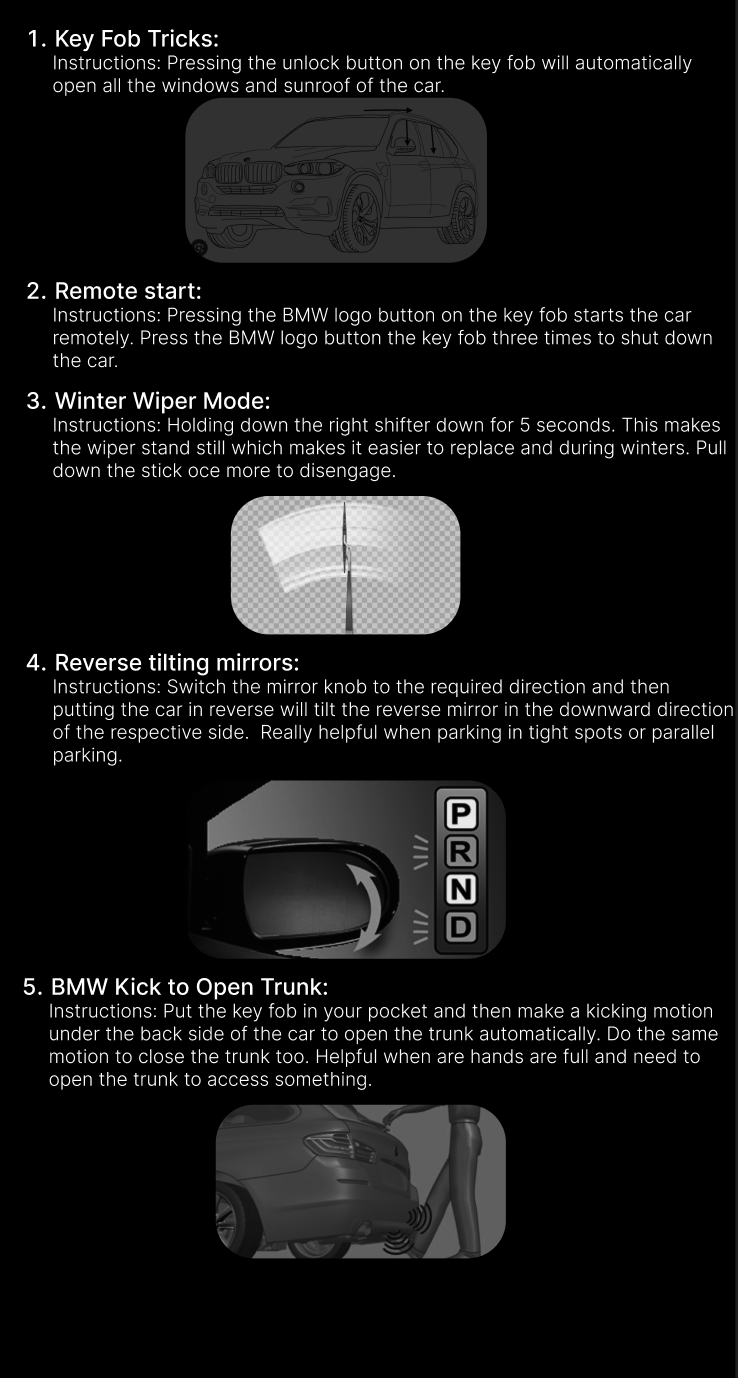 1. Key Fob Tricks:
Instructions: Pressing the unlock button on the key fob will automatically
open all the windows and sunroof of the car.
2. Remote start:
Instructions: Pressing the BMW logo button on the key fob starts the car
remotely. Press the BMW logo button the key fob three times to shut down
the car.
3. Winter Wiper Mode:
Instructions: Holding down the right shifter down for 5 seconds. This makes
the wiper stand still which makes it easier to replace and during winters. Pull
down the stick oce more to disengage.
4. Reverse tilting mirrors:
Instructions: Switch the mirror knob to the required direction and then
putting the car in reverse will tilt the reverse mirror in the downward direction
of the respective side.  Really helpful when parking in tight spots or parallel
parking.
P
R
N
D
5. BMW Kick to Open Trunk:
Instructions: Put the key fob in your pocket and then make a kicking motion
under the back side of the car to open the trunk automatically. Do the same
motion to close the trunk too. Helpful when are hands are full and need to
open the trunk to access something.